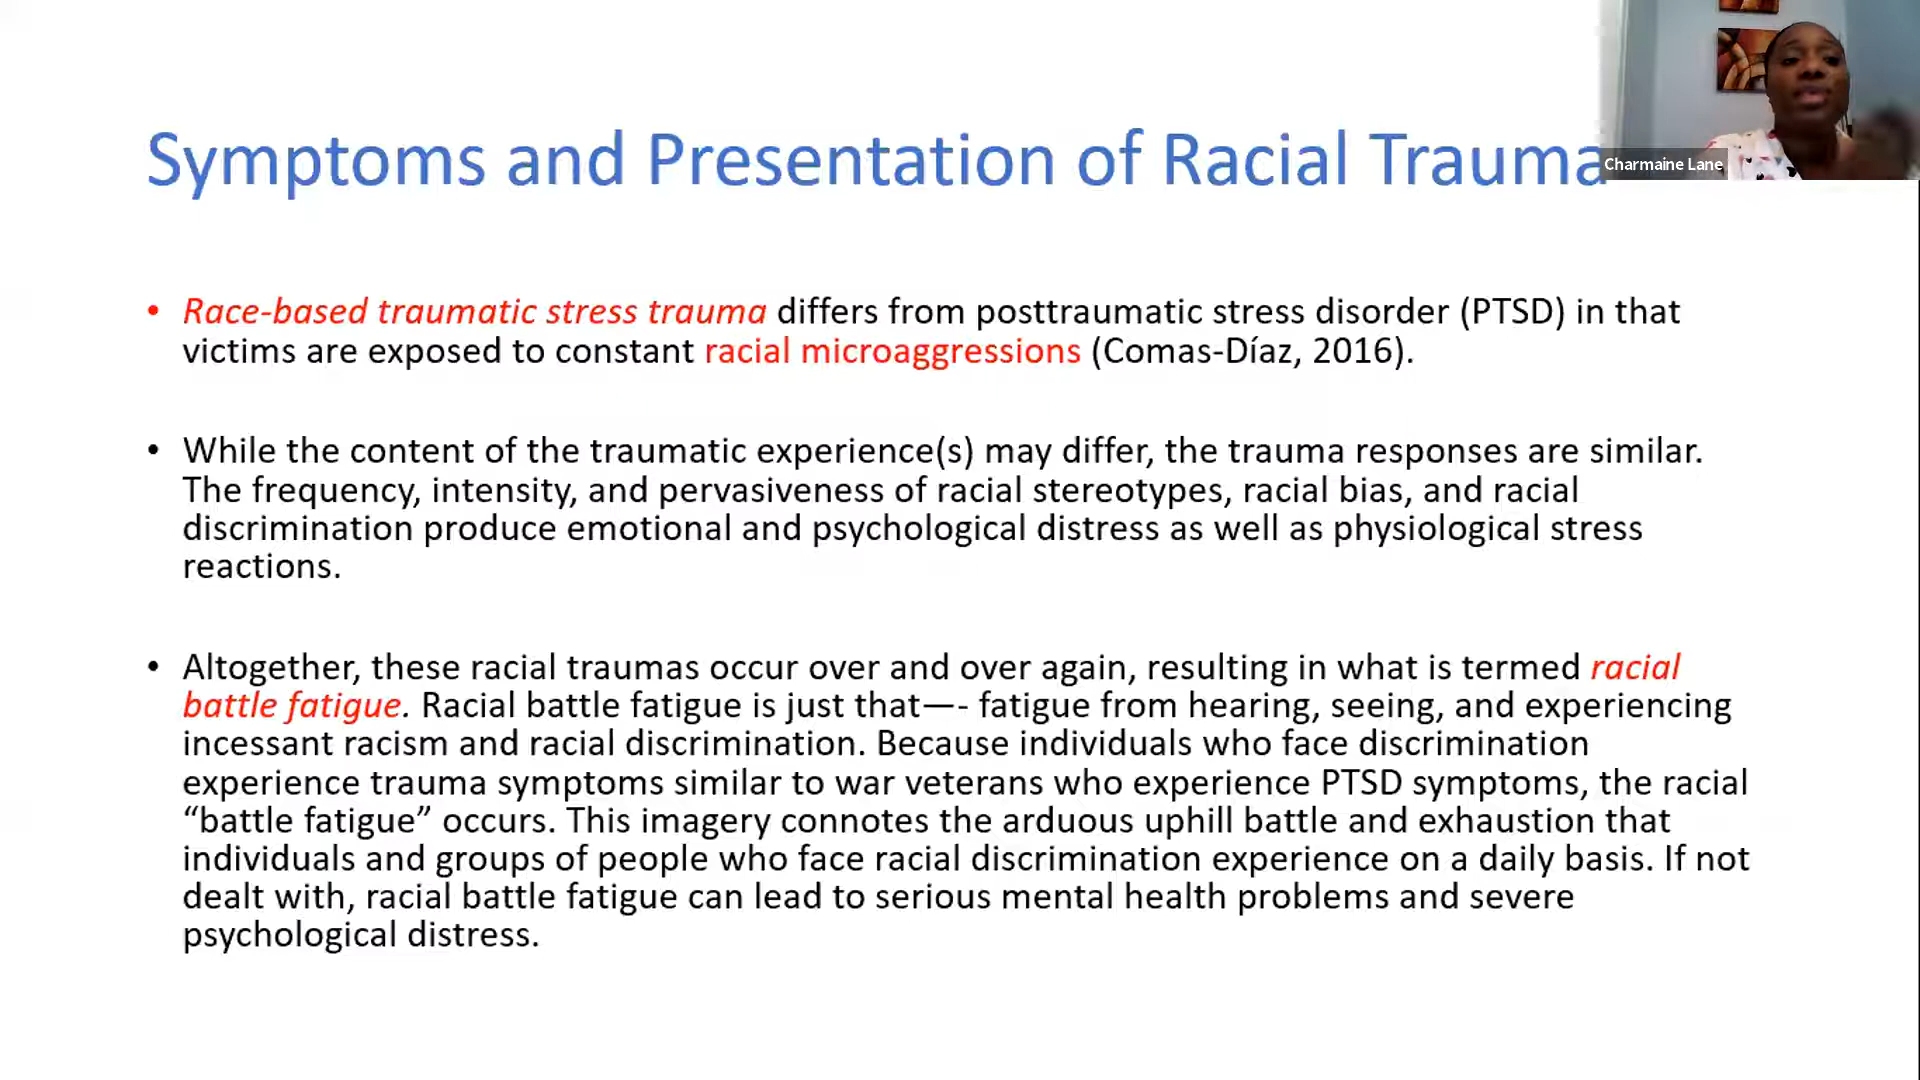 Symptoms and Presentation of Racial Trauma
Charmaine Lane
• Race-based traumatic stress trauma differs from posttraumatic stress disorder (PTSD) in that
victims are exposed to constant racial microaggressions (Comas-Díaz, 2016).
• While the content of the traumatic experience(s) may differ, the trauma responses are similar.
The frequency, intensity, and pervasiveness of racial stereotypes, racial bias, and racial
discrimination produce emotional and psychological distress as well as physiological stress
reactions.
• Altogether, these racial traumas occur over and over again, resulting in what is termed racial
battle fatigue. Racial battle fatigue is just that—- fatigue from hearing, seeing, and experiencing
incessant racism and racial discrimination. Because individuals who face discrimination
experience trauma symptoms similar to war veterans who experience PTSD symptoms, the racial
“battle fatigue” occurs. This imagery connotes the arduous uphill battle and exhaustion that
individuals and groups of people who face racial discrimination experience on a daily basis. If not
dealt with, racial battle fatigue can lead to serious mental health problems and severe
psychological distress.